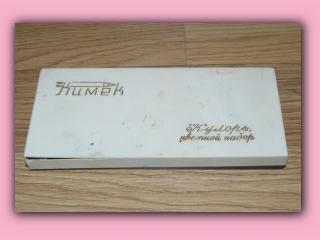 Химек
Кулоръ
цветной набор